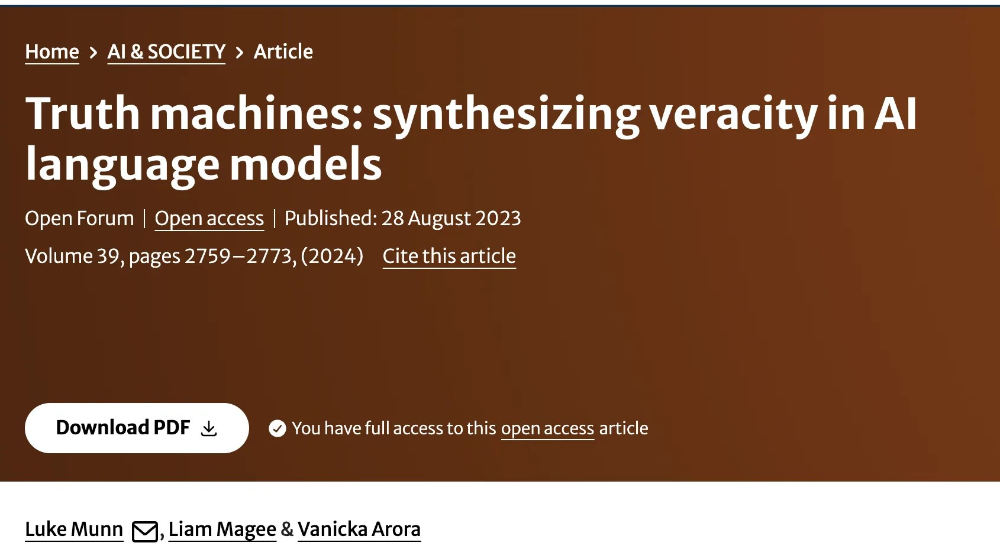 Home > AI & SOCIETY > Article
Truth machines: synthesizing veracity in AI
language models
Open Forum | Open access | Published: 28 August 2023
Volume 39, pages 2759–2773, (2024) Cite this article
Download PDF
You have full access to this open access article
Luke Munn , Liam Magee & Vanicka Arora